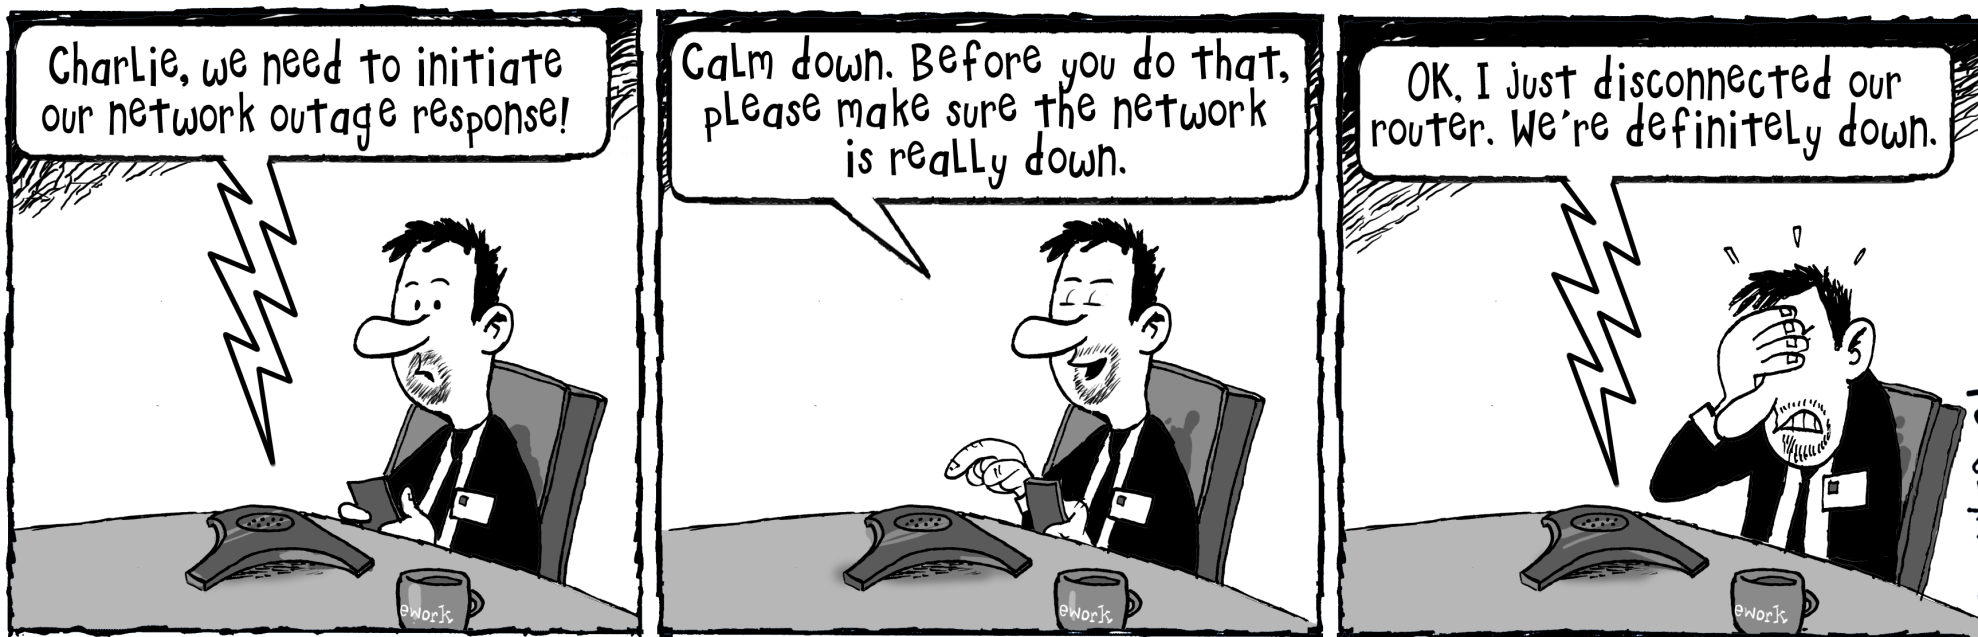 Charlie, we need to initiate
our network outage response!
Calm down. Before you do that,
please make sure the network
is really down.
OK, I just disconnected our
router. We're definitely down.
ework
ework
ework